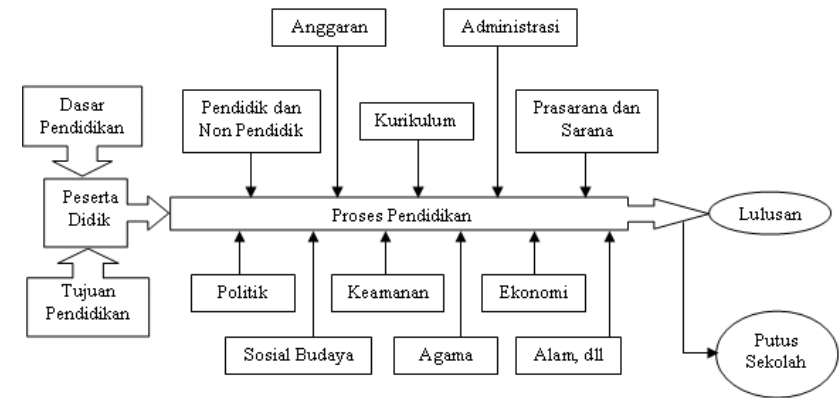 Anggaran
Administrasi
Dasar
Pendidikan
Pendidik dan
Non Pendidik
Kurikulum
Prasarana dan
Sarana
Peserta
Didik
Proses Pendidikan
Lulusan
Tujuan
Pendidikan
Politik
Keamanan
Ekonomi
Sosial Budaya
Agama
Alam, dll
Putus
Sekolah